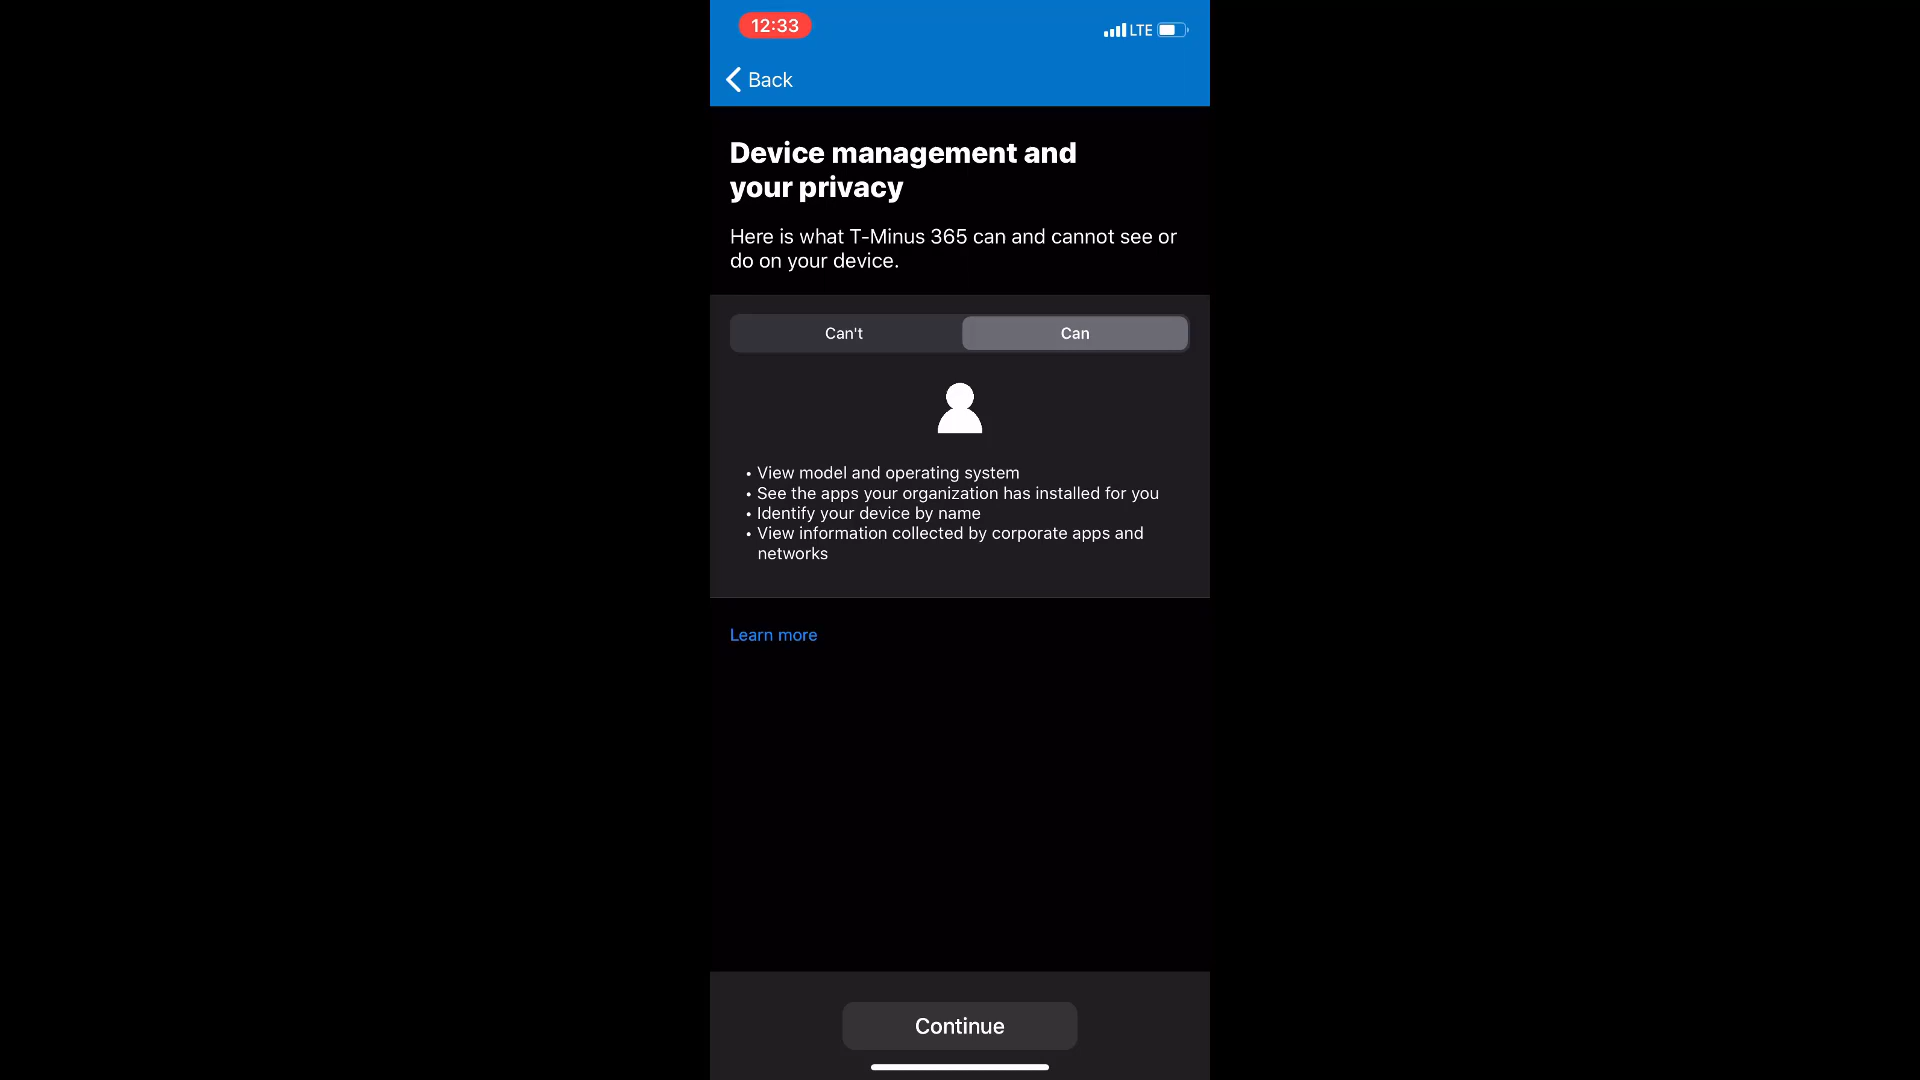 12:33
LTE
Back
Device management and
your privacy
Here is what T-Minus 365 can and cannot see or
do on your device.
Can't
Can
• View model and operating system
• See the apps your organization has installed for you
• Identify your device by name
• View information collected by corporate apps and
networks
Learn more
Continue